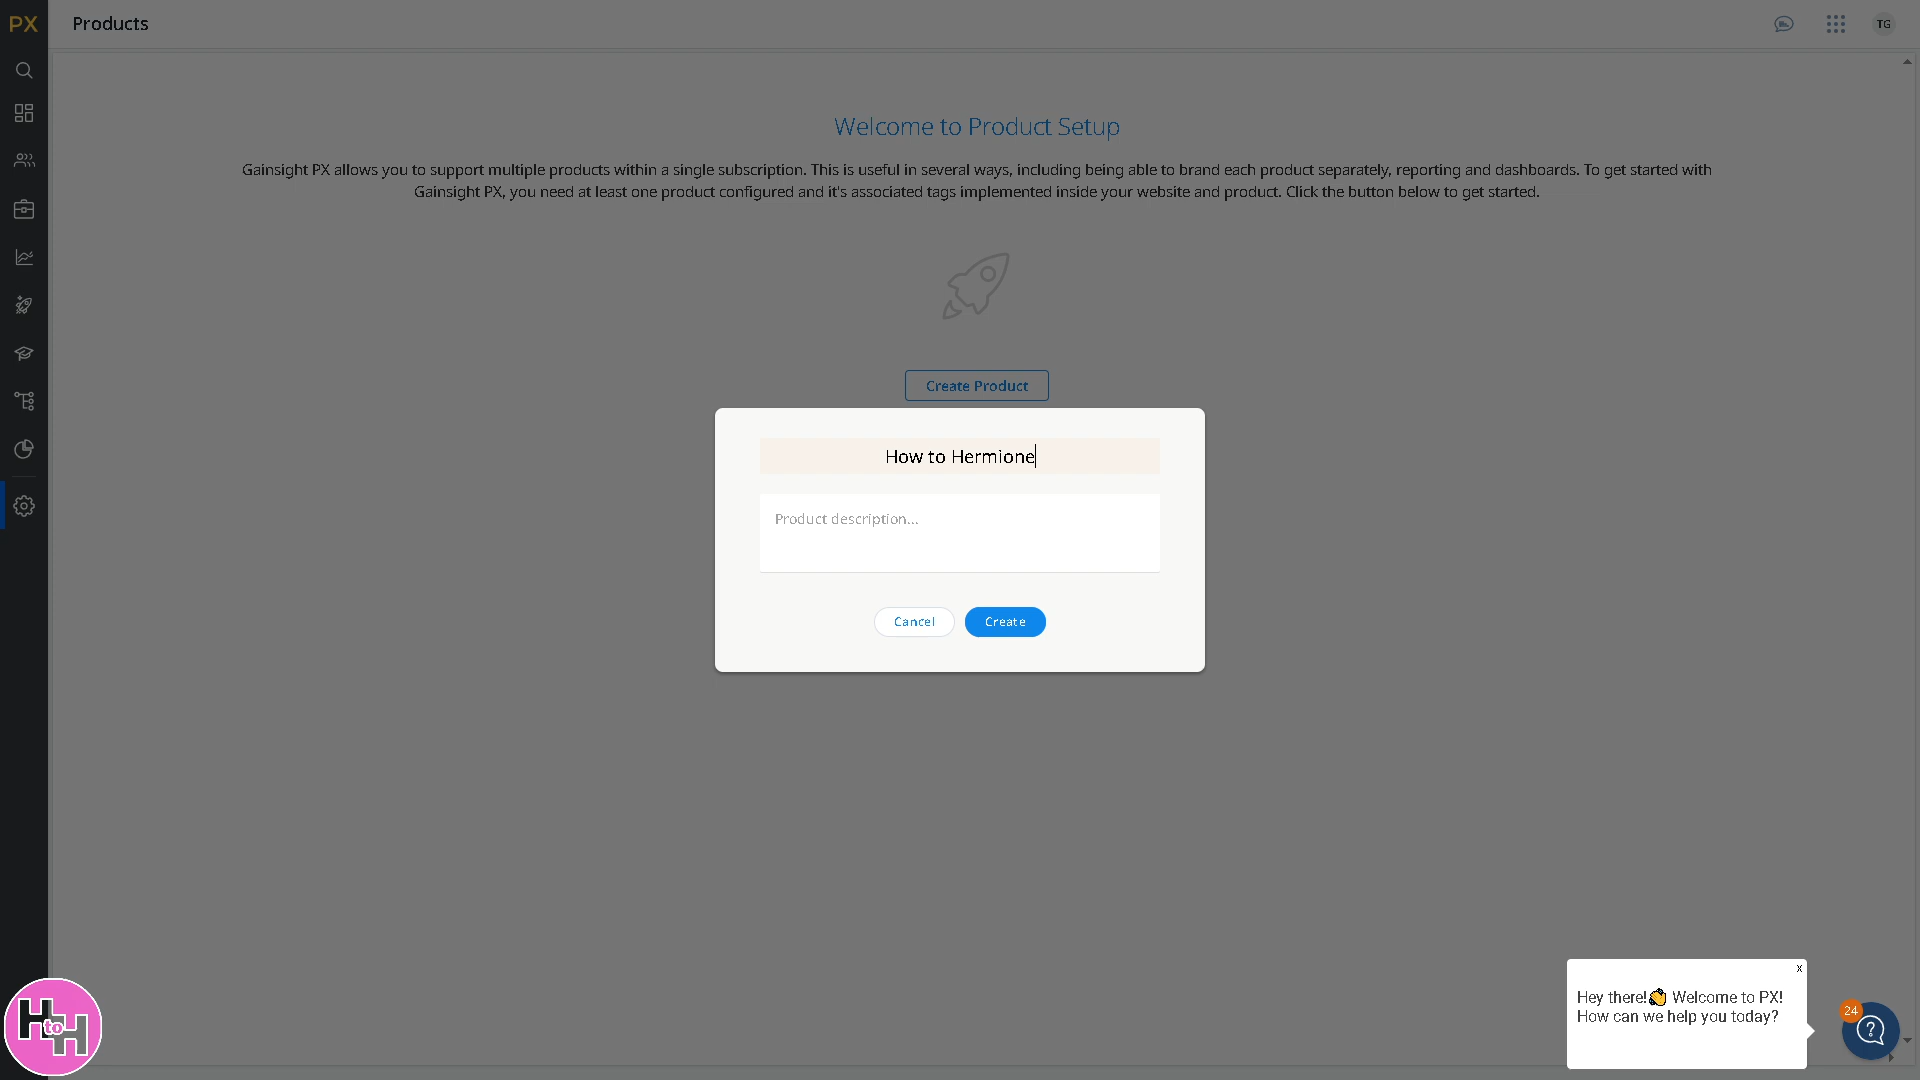 PX
Products
TG
Welcome to Product Setup
Gainsight PX allows you to support multiple products within a single subscription. This is useful in several ways, including being able to brand each product separately, reporting and dashboards. To get started with
Gainsight PX, you need at least one product configured and it's associated tags implemented inside your website and product. Click the button below to get started.
Create Product
How to Hermione
Product description...
Cancel
Create
x
Hey there!👋 Welcome to PX!
How can we help you today?
24
H to H